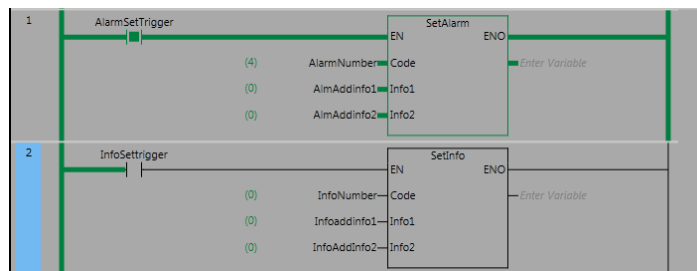 1 AlarmSetTrigger SetAlarm
EN ENO
(4) AlarmNumber Code Enter Variable
(0) AlmAddinfo1 Info1
(0) AlmAddinfo2 Info2
2 InfoSettrigger SetInfo
EN ENO
(0) InfoNumber Code Enter Variable
(0) Infoaddinfo1 Info1
(0) InfoAddInfo2 Info2